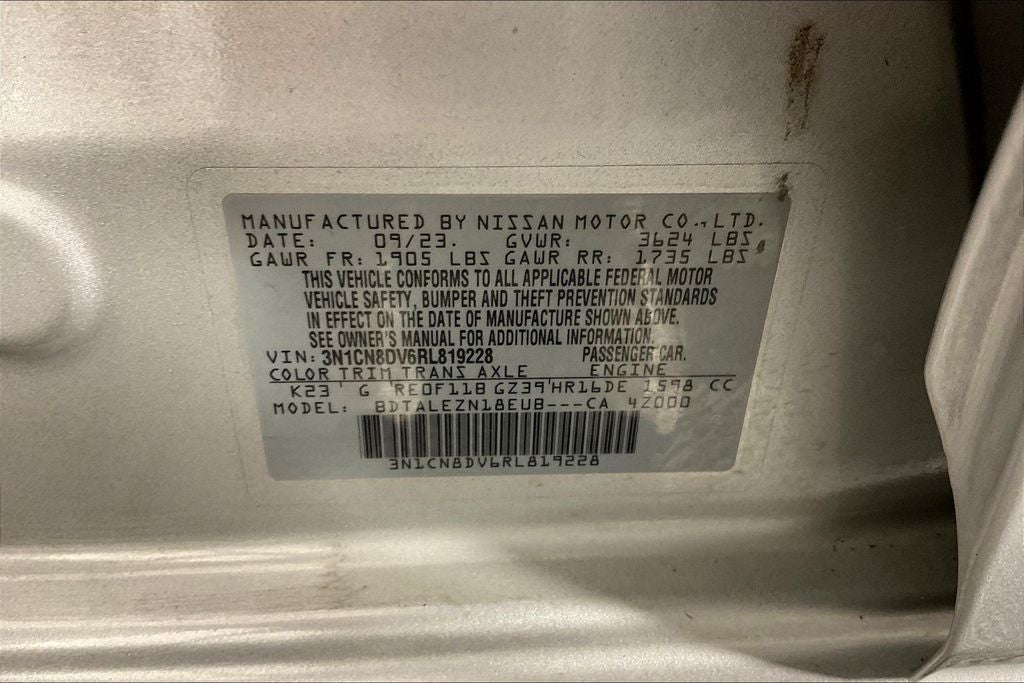 MANUFACTURED BY NISSAN MOTOR CO., LTD.
DATE: 09/23. GVWR: 3624 LBS
GAWR FR: 1905 LBS GAWR RR: 1735 LBS
THIS VEHICLE CONFORMS TO ALL APPLICABLE FEDERAL MOTOR
VEHICLE SAFETY, BUMPER AND THEFT PREVENTION STANDARDS
IN EFFECT ON THE DATE OF MANUFACTURE SHOWN ABOVE.
SEE OWNER'S MANUAL FOR ADDITIONAL INFORMATION.
VIN: 3N1CN8DV6RL819228 PASSENGER CAR.
COLOR TRIM TRANS AXLE ENGINE
K23 G RE0F11B GZ39 HR16DE 1598 CC
MODEL: BDTALEZN18EUB---CA 4Z000
3N1CN8DV6RL819228